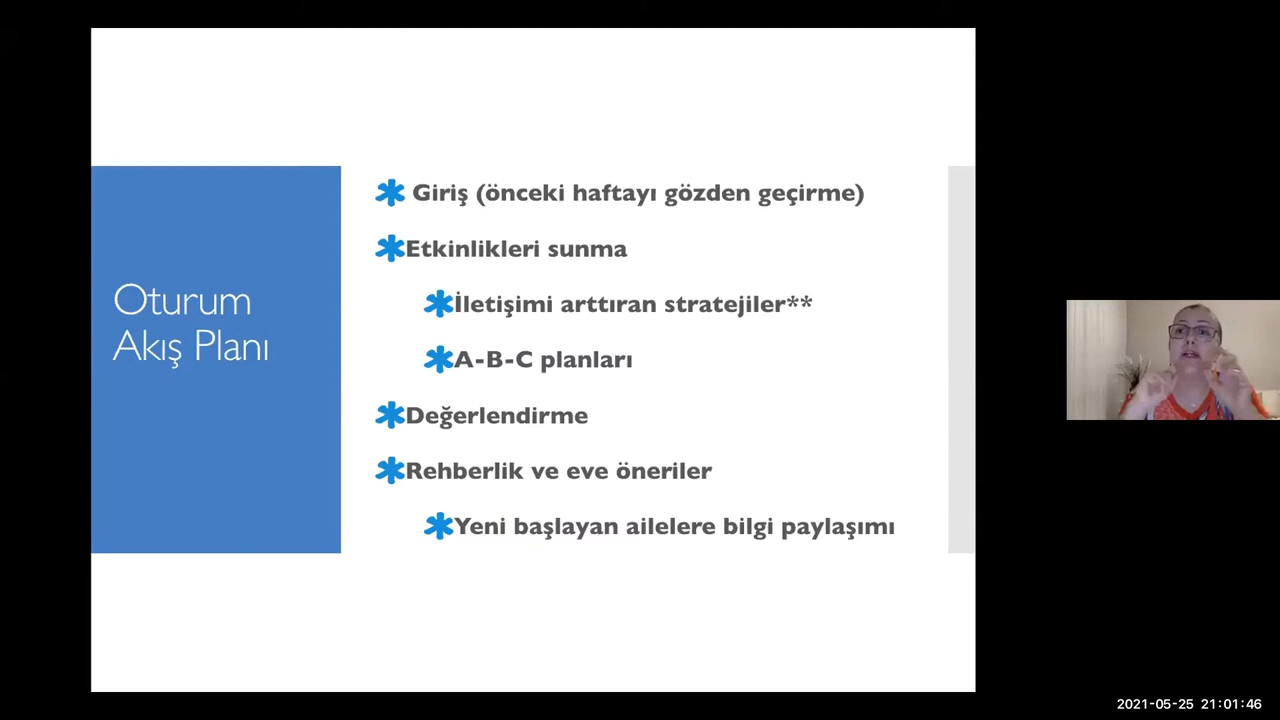 Oturum
Akış Planı
Giriş (önceki haftayı gözden geçirme)
Etkinlikleri sunma
İletişimi arttıran stratejiler**
A-B-C planları
Değerlendirme
Rehberlik ve eve öneriler
Yeni başlayan ailelere bilgi paylaşımı
2021-05-25 21:01:46